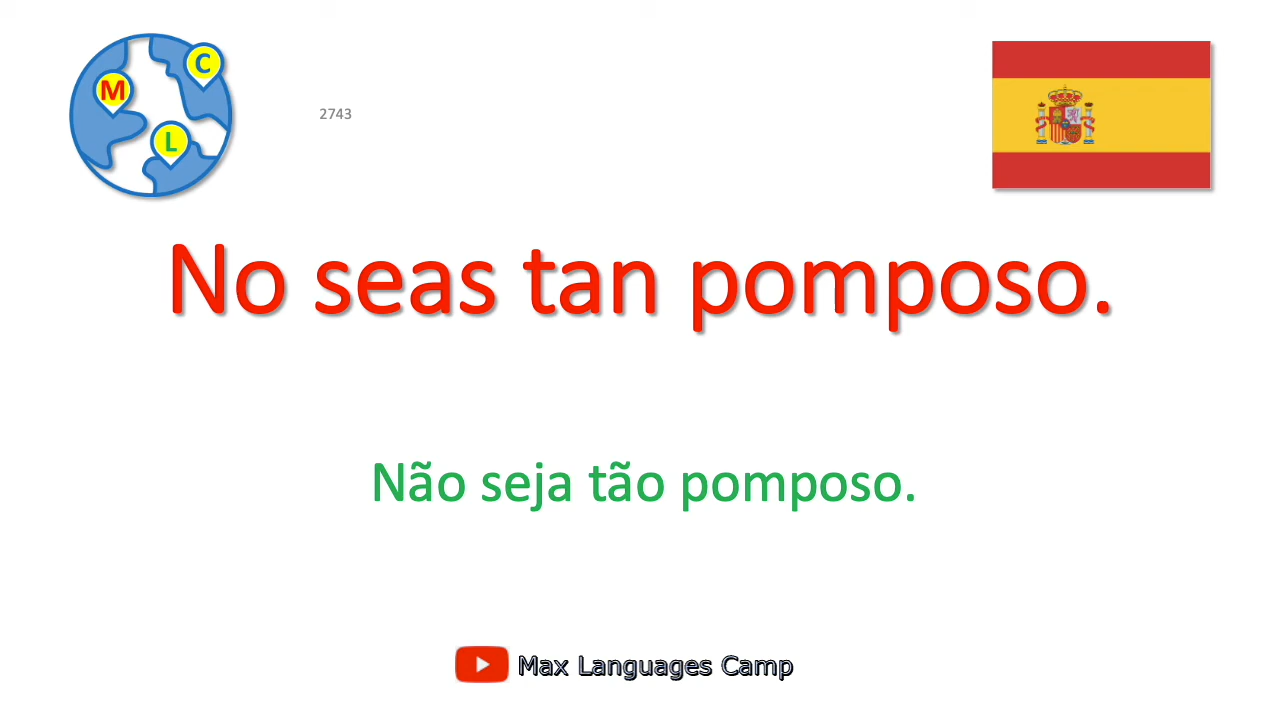 C
M
L
2743
No seas tan pomposo.
Não seja tão pomposo.
Max Languages Camp